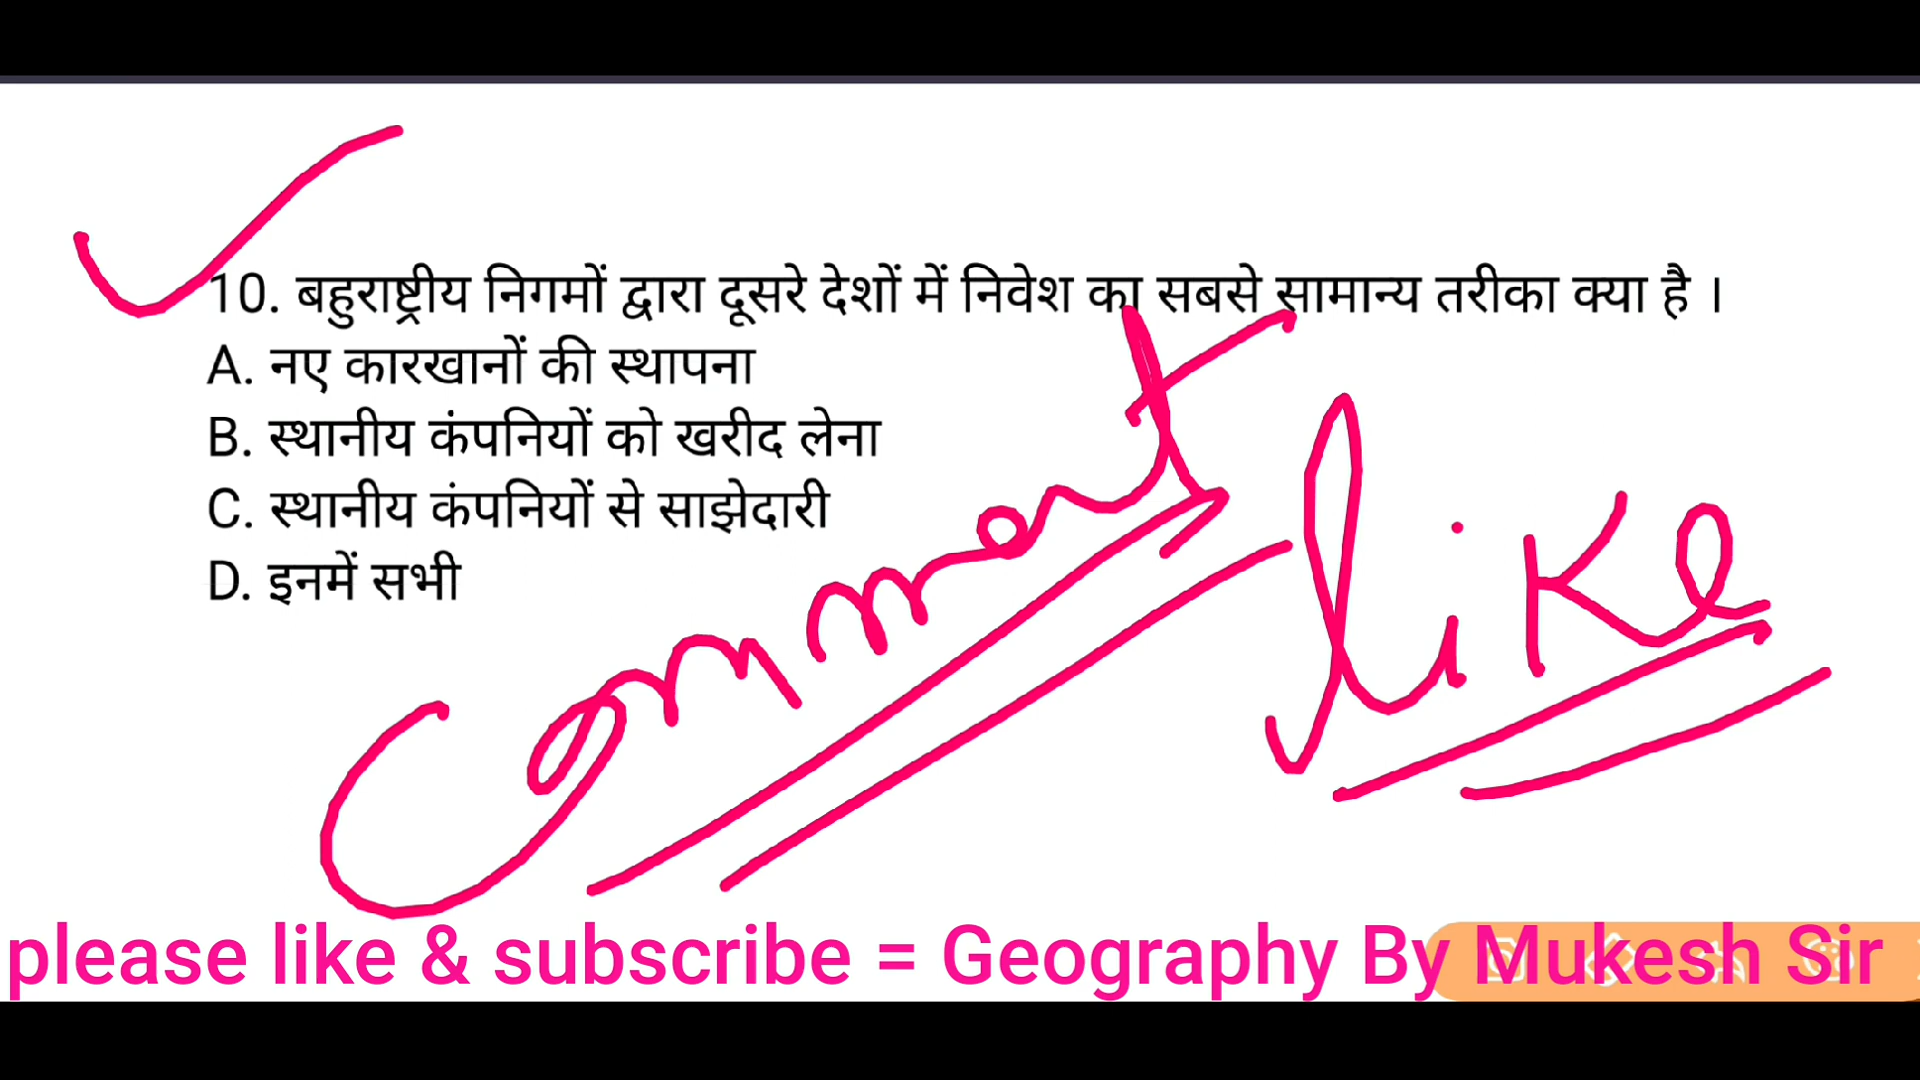 10. बहुराष्ट्रीय निगमों द्वारा दूसरे देशों में निवेश का सबसे सामान्य तरीका क्या है ।
A. नए कारखानों की स्थापना
B. स्थानीय कंपनियों को खरीद लेना
C. स्थानीय कंपनियों से साझेदारी
D. इनमें सभी
Comment
like
please like & subscribe = Geography By Mukesh Sir